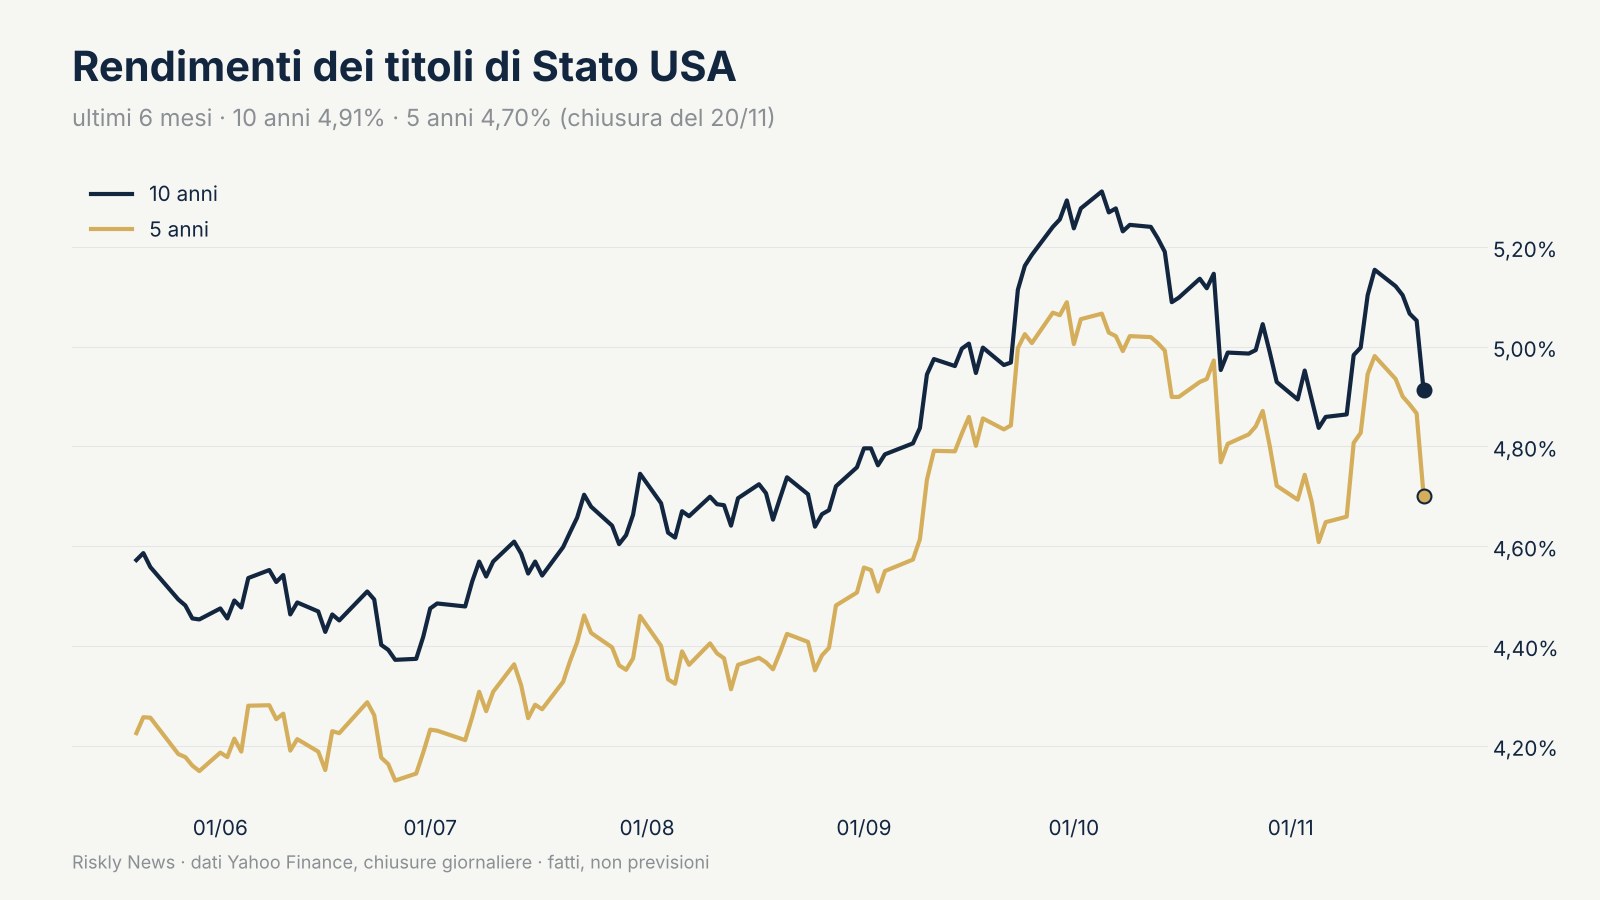 Rendimenti dei titoli di Stato USA
ultimi 6 mesi · 10 anni 4,91% · 5 anni 4,70% (chiusura del 20/11)
10 anni
5 anni
5,20%
5,00%
4,80%
4,60%
4,40%
4,20%
01/06 01/07 01/08 01/09 01/10 01/11
Riskly News · dati Yahoo Finance, chiusure giornaliere · fatti, non previsioni